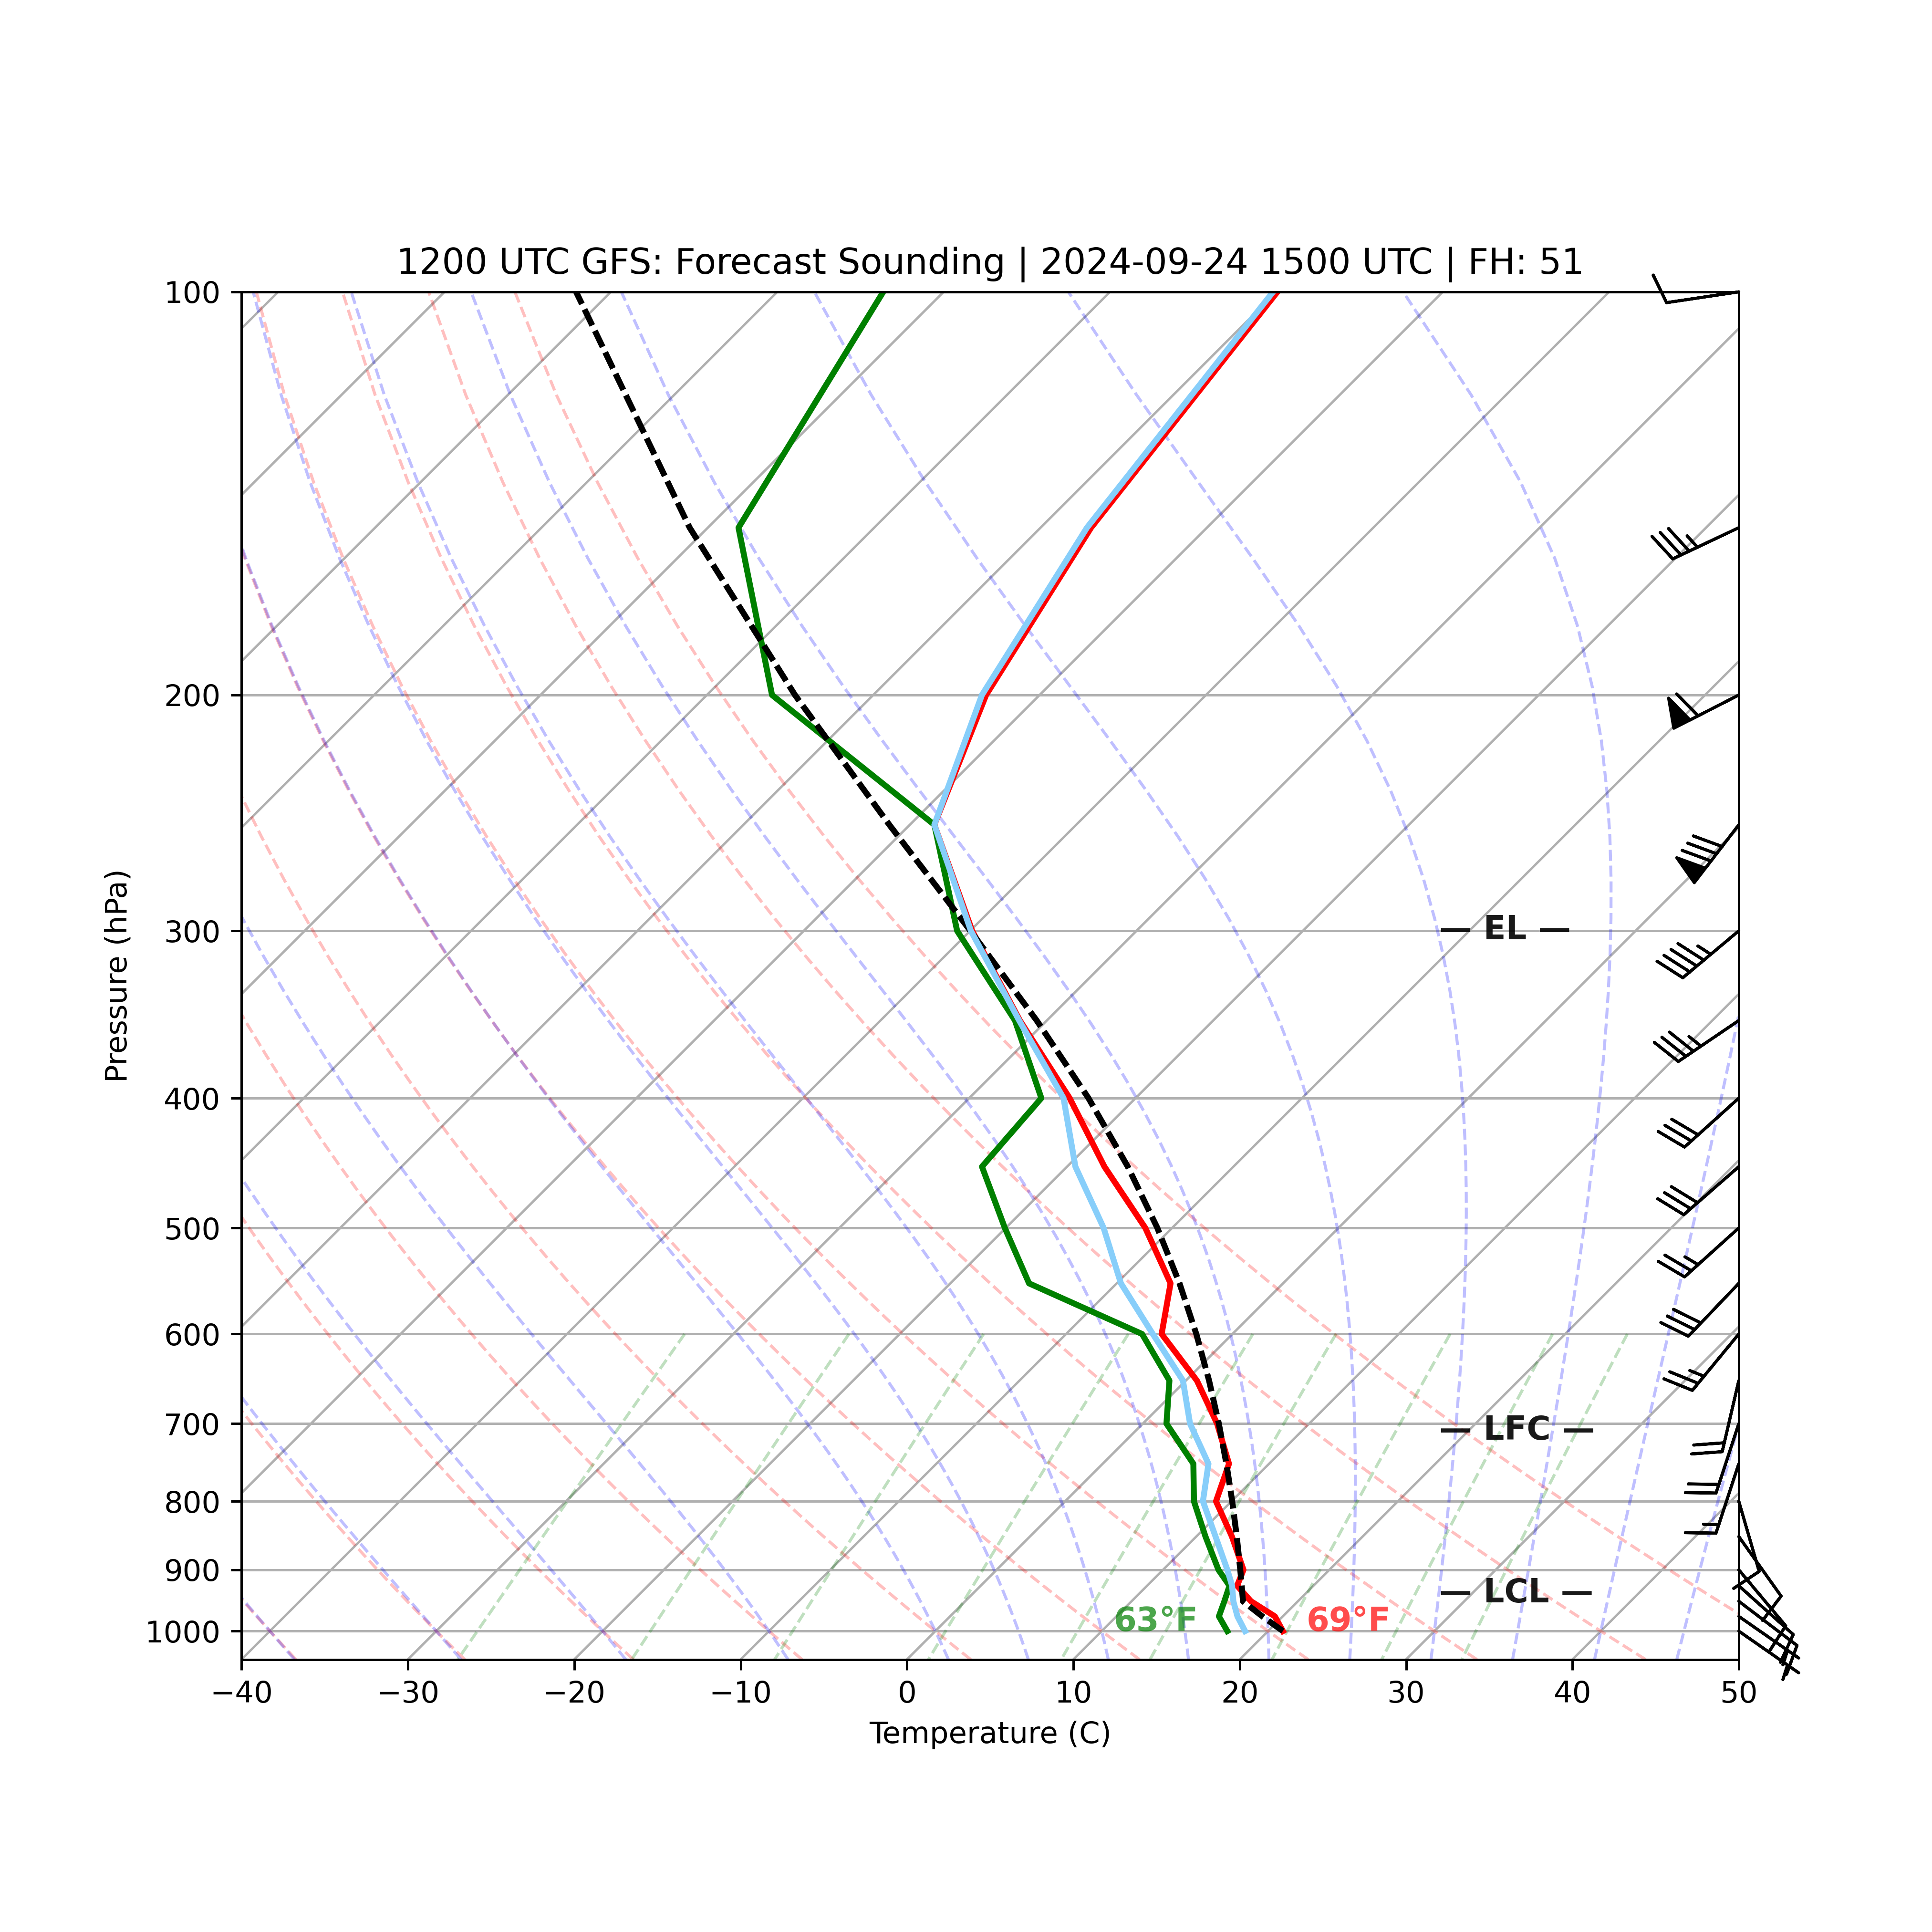 1200 UTC GFS: Forecast Sounding | 2024-09-24 1500 UTC | FH: 51
100
200
300
400
500
600
700
800
900
1000
Pressure (hPa)
— EL —
— LFC —
— LCL —
63°F
69°F
−40 −30 −20 −10 0 10 20 30 40 50
Temperature (C)